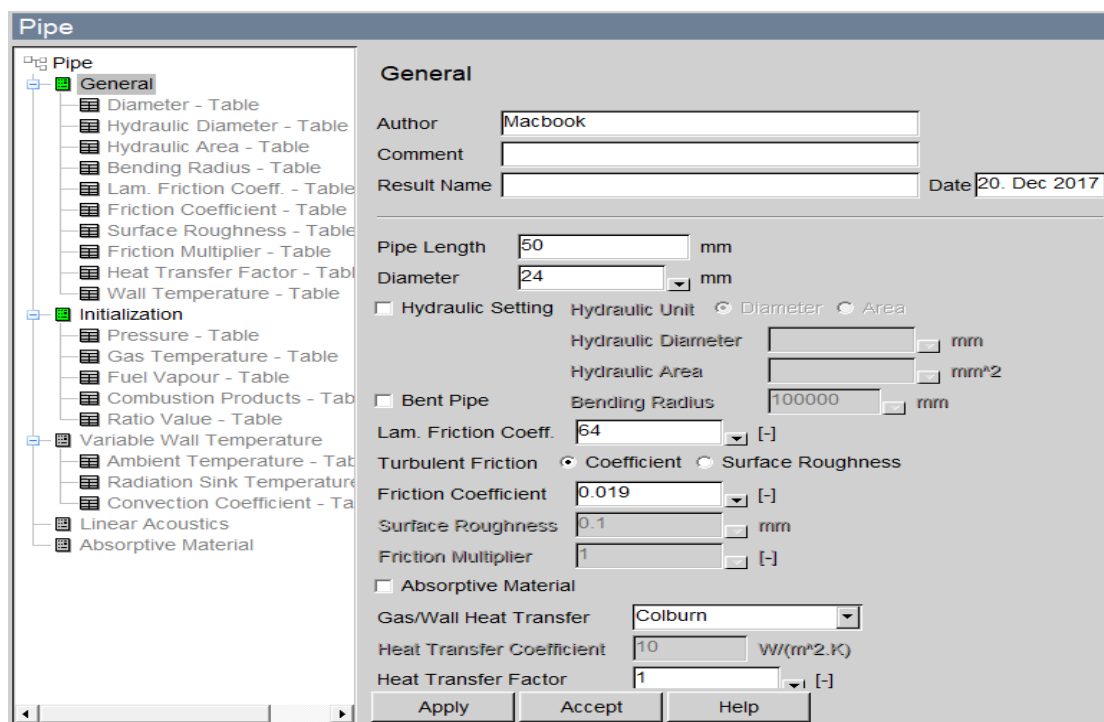 Pipe
Pipe
General
Diameter - Table
Hydraulic Diameter - Table
Hydraulic Area - Table
Bending Radius - Table
Lam. Friction Coeff. - Table
Friction Coefficient - Table
Surface Roughness - Table
Friction Multiplier - Table
Heat Transfer Factor - Tabl
Wall Temperature - Table
Initialization
Pressure - Table
Gas Temperature - Table
Fuel Vapour - Table
Combustion Products - Tab
Ratio Value - Table
Variable Wall Temperature
Ambient Temperature - Tab
Radiation Sink Temperature
Convection Coefficient - Ta
Linear Acoustics
Absorptive Material
General
Author Macbook
Comment
Result Name Date 20. Dec 2017
Pipe Length 50 mm
Diameter 24 mm
Hydraulic Setting Hydraulic Unit Diameter Area
Hydraulic Diameter mm
Hydraulic Area mm^2
Bent Pipe Bending Radius 100000 mm
Lam. Friction Coeff. 64 [-]
Turbulent Friction Coefficient Surface Roughness
Friction Coefficient 0.019 [-]
Surface Roughness 0.1 mm
Friction Multiplier 1 [-]
Absorptive Material
Gas/Wall Heat Transfer Colburn
Heat Transfer Coefficient 10 W/(m^2.K)
Heat Transfer Factor 1 [-]
Apply Accept Help